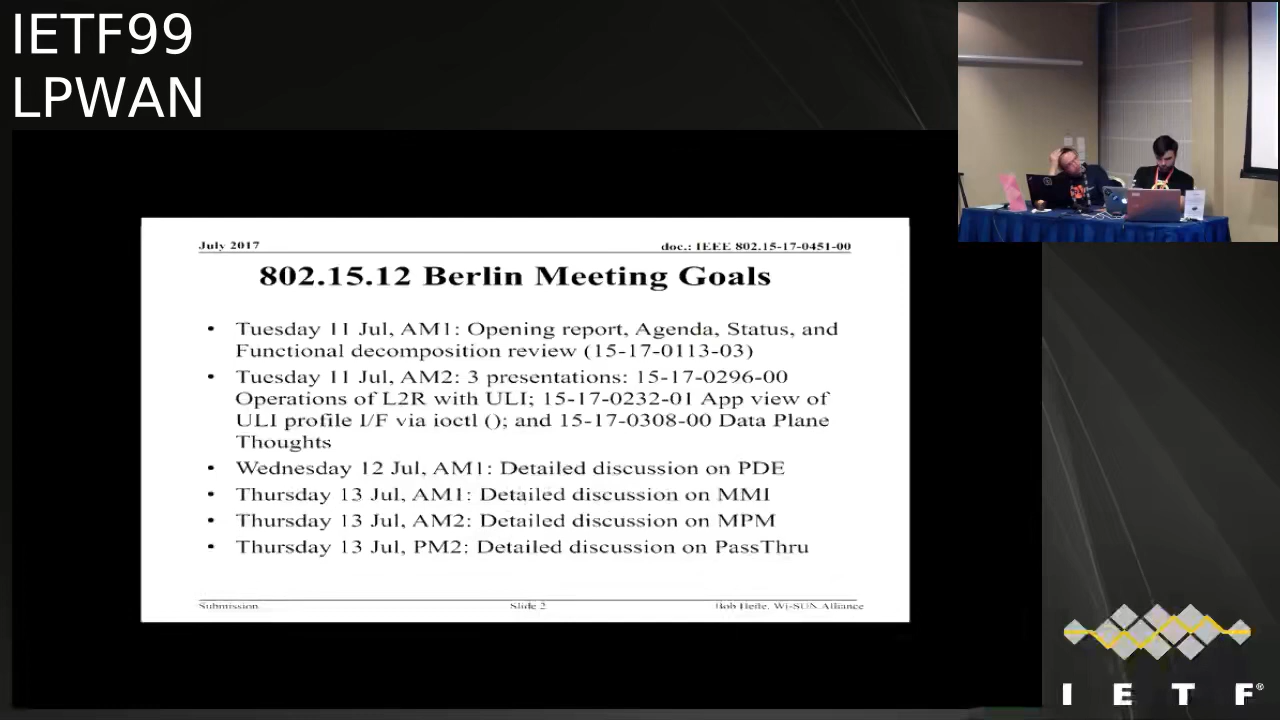 IETF99
LPWAN
July 2017
doc.: IEEE 802.15-17-0451-00
802.15.12 Berlin Meeting Goals
• Tuesday 11 Jul, AM1: Opening report, Agenda, Status, and
Functional decomposition review (15-17-0113-03)
• Tuesday 11 Jul, AM2: 3 presentations: 15-17-0296-00
Operations of L2R with ULI; 15-17-0232-01 App view of
ULI profile I/F via ioctl (); and 15-17-0308-00 Data Plane
Thoughts
• Wednesday 12 Jul, AM1: Detailed discussion on PDE
• Thursday 13 Jul, AM1: Detailed discussion on MMI
• Thursday 13 Jul, AM2: Detailed discussion on MPM
• Thursday 13 Jul, PM2: Detailed discussion on PassThru
Submission
Slide 2
Bob Heile, Wi-SUN Alliance
I E T F®